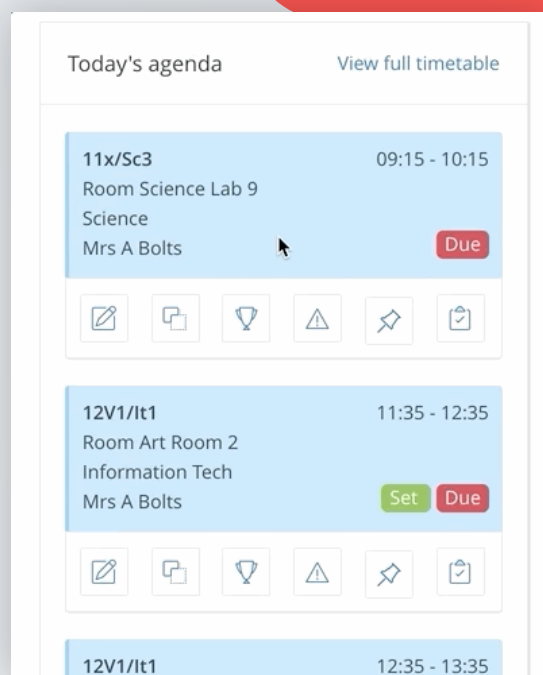 Today's agenda View full timetable
11x/Sc3 09:15 - 10:15
Room Science Lab 9
Science
Mrs A Bolts Due
12V1/It1 11:35 - 12:35
Room Art Room 2
Information Tech
Mrs A Bolts Set Due
12V1/It1 12:35 - 13:35